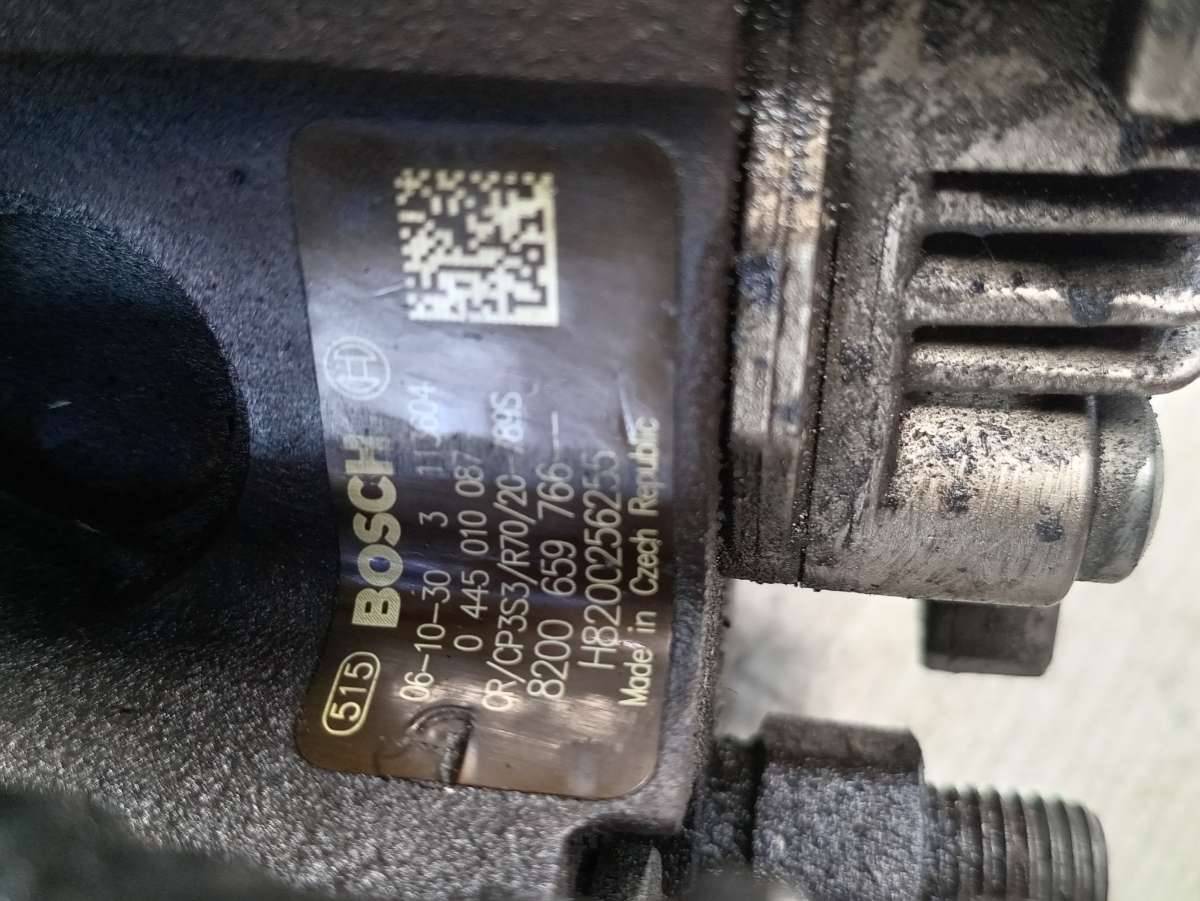 515 BOSCH
06-10-30 3
0 445 010 087
CR/CP3S3/R70/20-789S
8200 659 766--
H8200256255
Made in Czech Republic